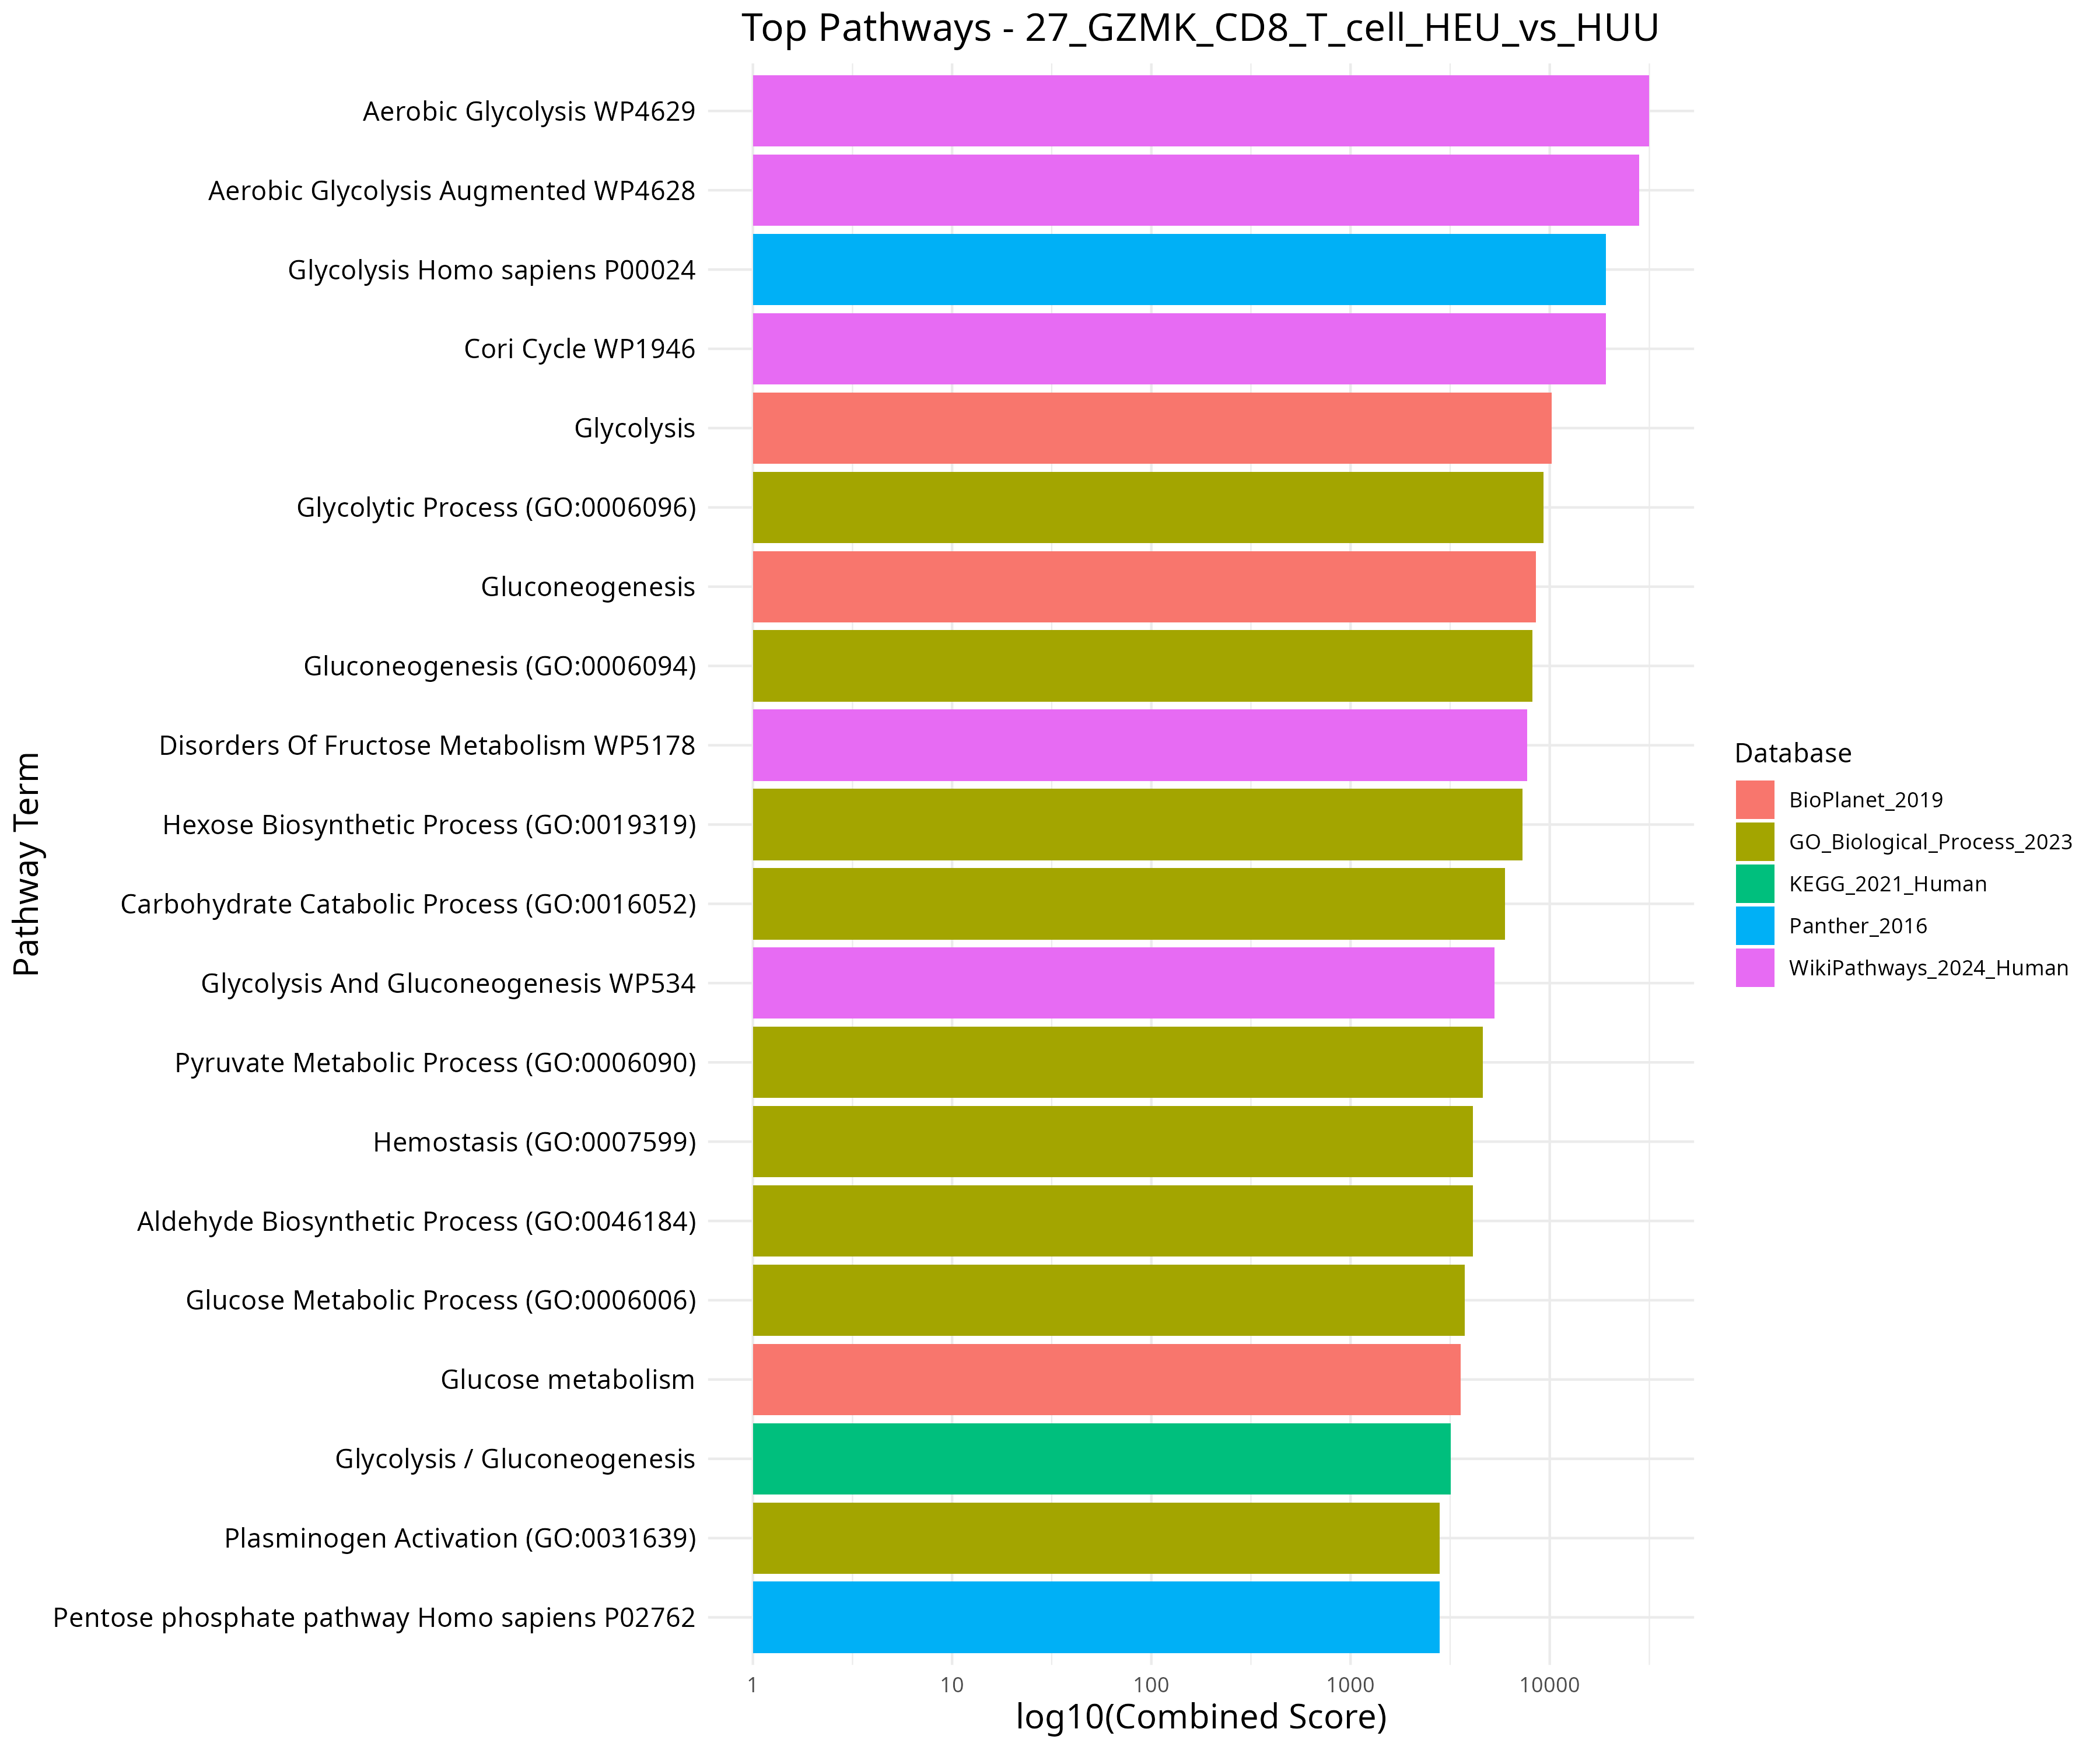 Top Pathways - 27_GZMK_CD8_T_cell_HEU_vs_HUU
Pathway Term
Aerobic Glycolysis WP4629
Aerobic Glycolysis Augmented WP4628
Glycolysis Homo sapiens P00024
Cori Cycle WP1946
Glycolysis
Glycolytic Process (GO:0006096)
Gluconeogenesis
Gluconeogenesis (GO:0006094)
Disorders Of Fructose Metabolism WP5178
Hexose Biosynthetic Process (GO:0019319)
Carbohydrate Catabolic Process (GO:0016052)
Glycolysis And Gluconeogenesis WP534
Pyruvate Metabolic Process (GO:0006090)
Hemostasis (GO:0007599)
Aldehyde Biosynthetic Process (GO:0046184)
Glucose Metabolic Process (GO:0006006)
Glucose metabolism
Glycolysis / Gluconeogenesis
Plasminogen Activation (GO:0031639)
Pentose phosphate pathway Homo sapiens P02762
1 10 100 1000 10000
log10(Combined Score)
Database
BioPlanet_2019
GO_Biological_Process_2023
KEGG_2021_Human
Panther_2016
WikiPathways_2024_Human